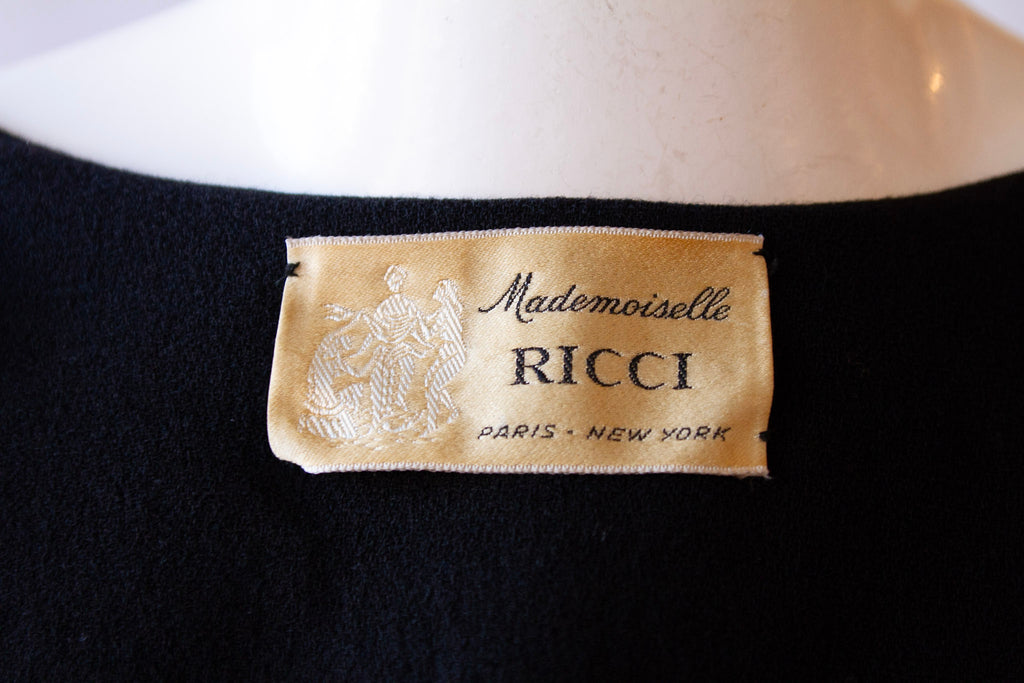 Mademoiselle
RICCI
PARIS - NEW YORK